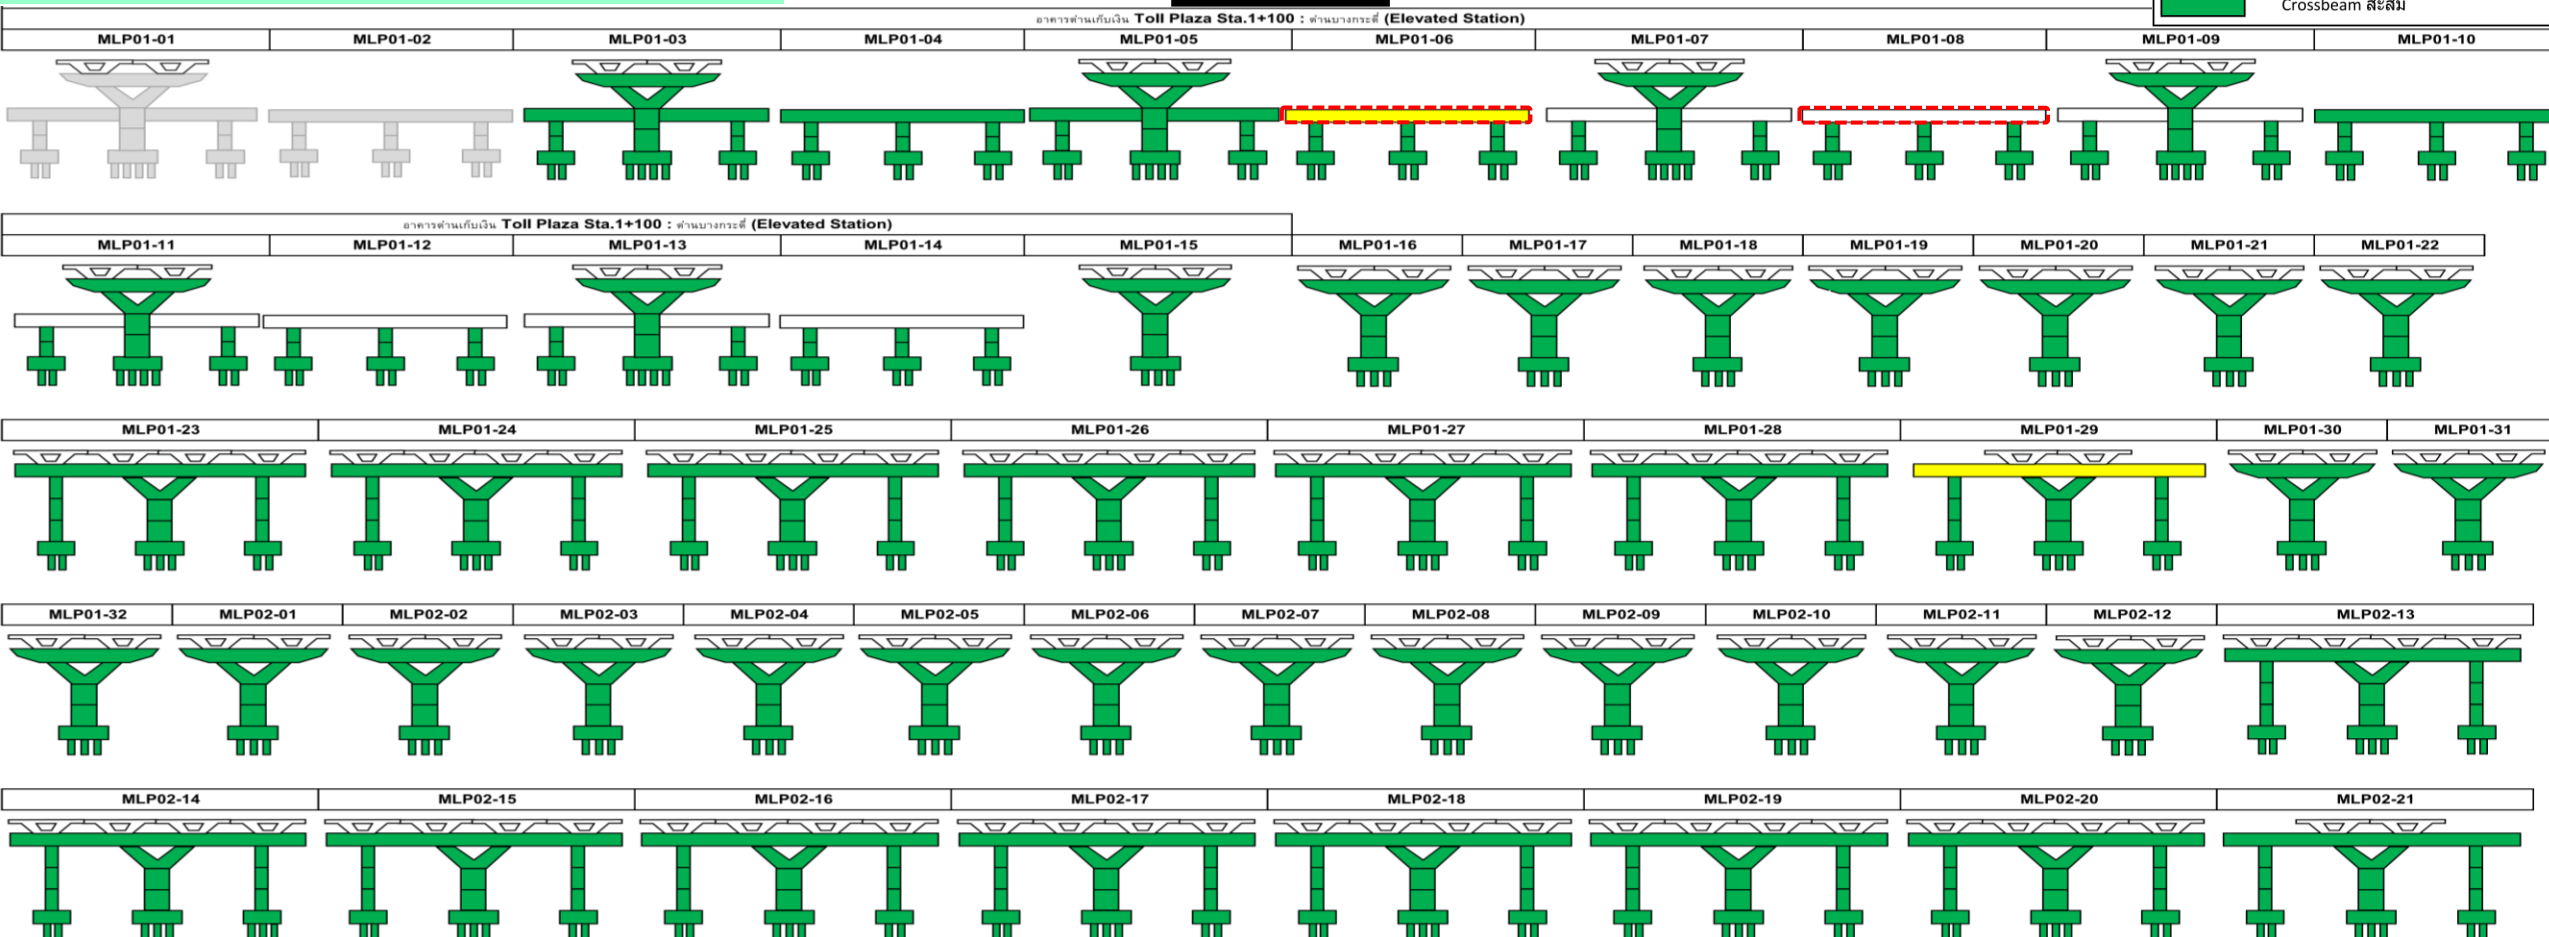 Crossbeam สะสม
อาคารด่านเก็บเงิน Toll Plaza Sta.1+100 : ด่านบางกระดี่ (Elevated Station)
MLP01-01 MLP01-02 MLP01-03 MLP01-04 MLP01-05 MLP01-06 MLP01-07 MLP01-08 MLP01-09 MLP01-10
อาคารด่านเก็บเงิน Toll Plaza Sta.1+100 : ด่านบางกระดี่ (Elevated Station)
MLP01-11 MLP01-12 MLP01-13 MLP01-14 MLP01-15 MLP01-16 MLP01-17 MLP01-18 MLP01-19 MLP01-20 MLP01-21 MLP01-22
MLP01-23 MLP01-24 MLP01-25 MLP01-26 MLP01-27 MLP01-28 MLP01-29 MLP01-30 MLP01-31
MLP01-32 MLP02-01 MLP02-02 MLP02-03 MLP02-04 MLP02-05 MLP02-06 MLP02-07 MLP02-08 MLP02-09 MLP02-10 MLP02-11 MLP02-12 MLP02-13
MLP02-14 MLP02-15 MLP02-16 MLP02-17 MLP02-18 MLP02-19 MLP02-20 MLP02-21